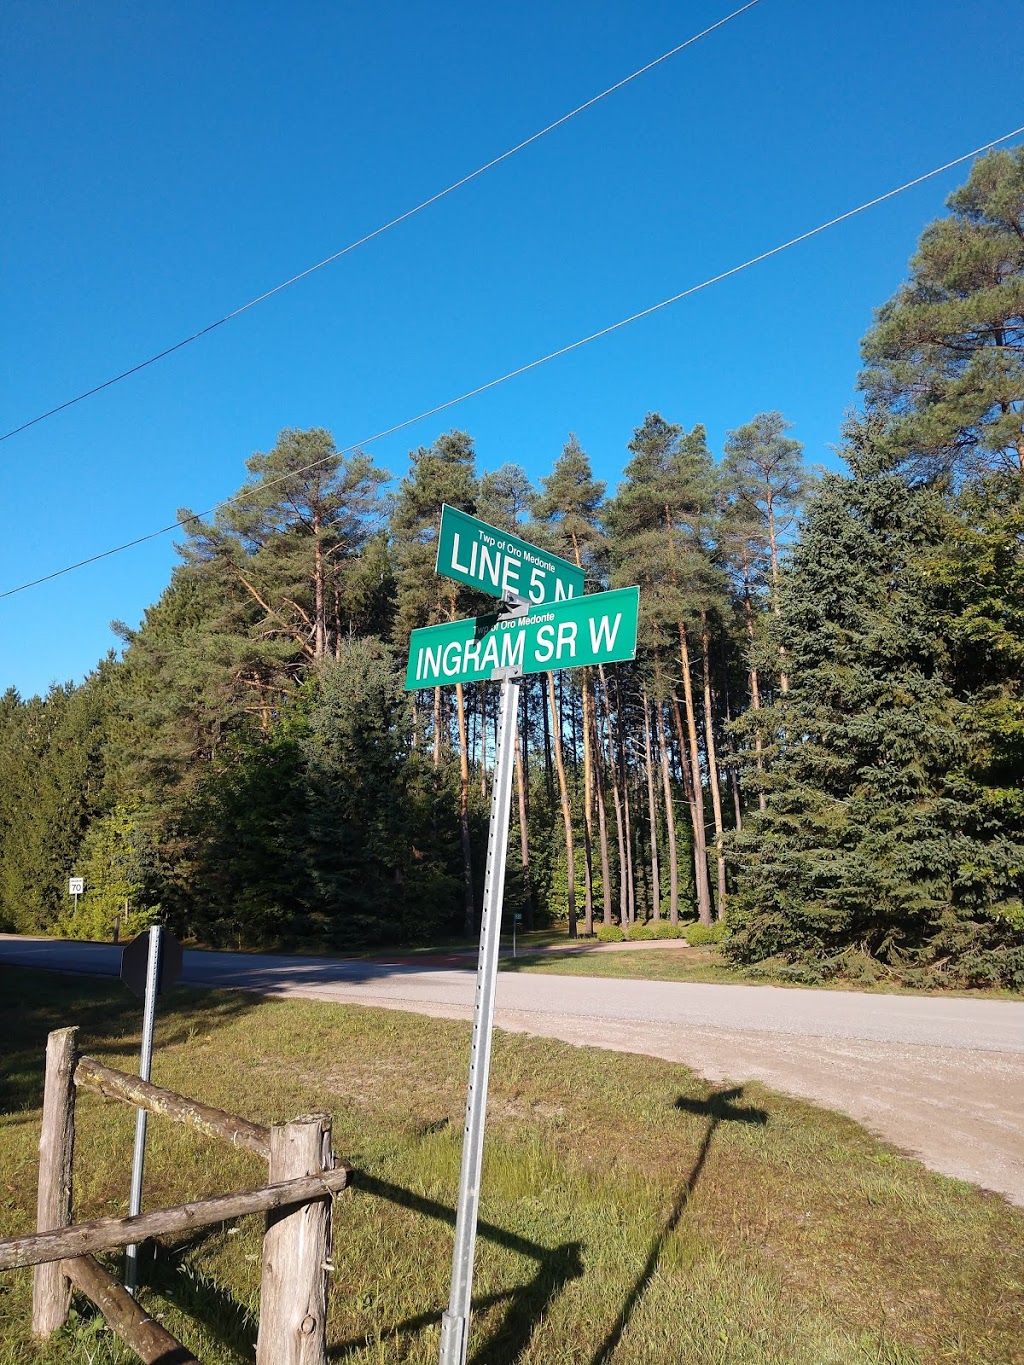 Twp of Oro Medonte
LINE 5 N
Twp of Oro Medonte
INGRAM SR W
70